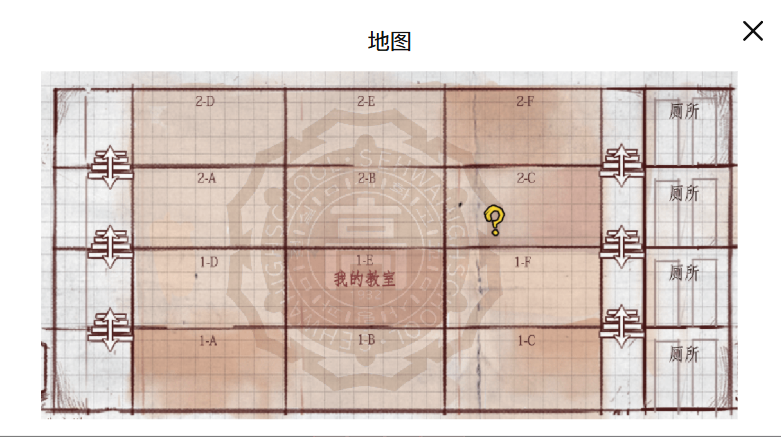 地图
2-D 2-E 2-F 厕所
2-A 2-B 2-C 厕所
1-D 1-E 1-F 厕所
我的教室
1-A 1-B 1-C 厕所